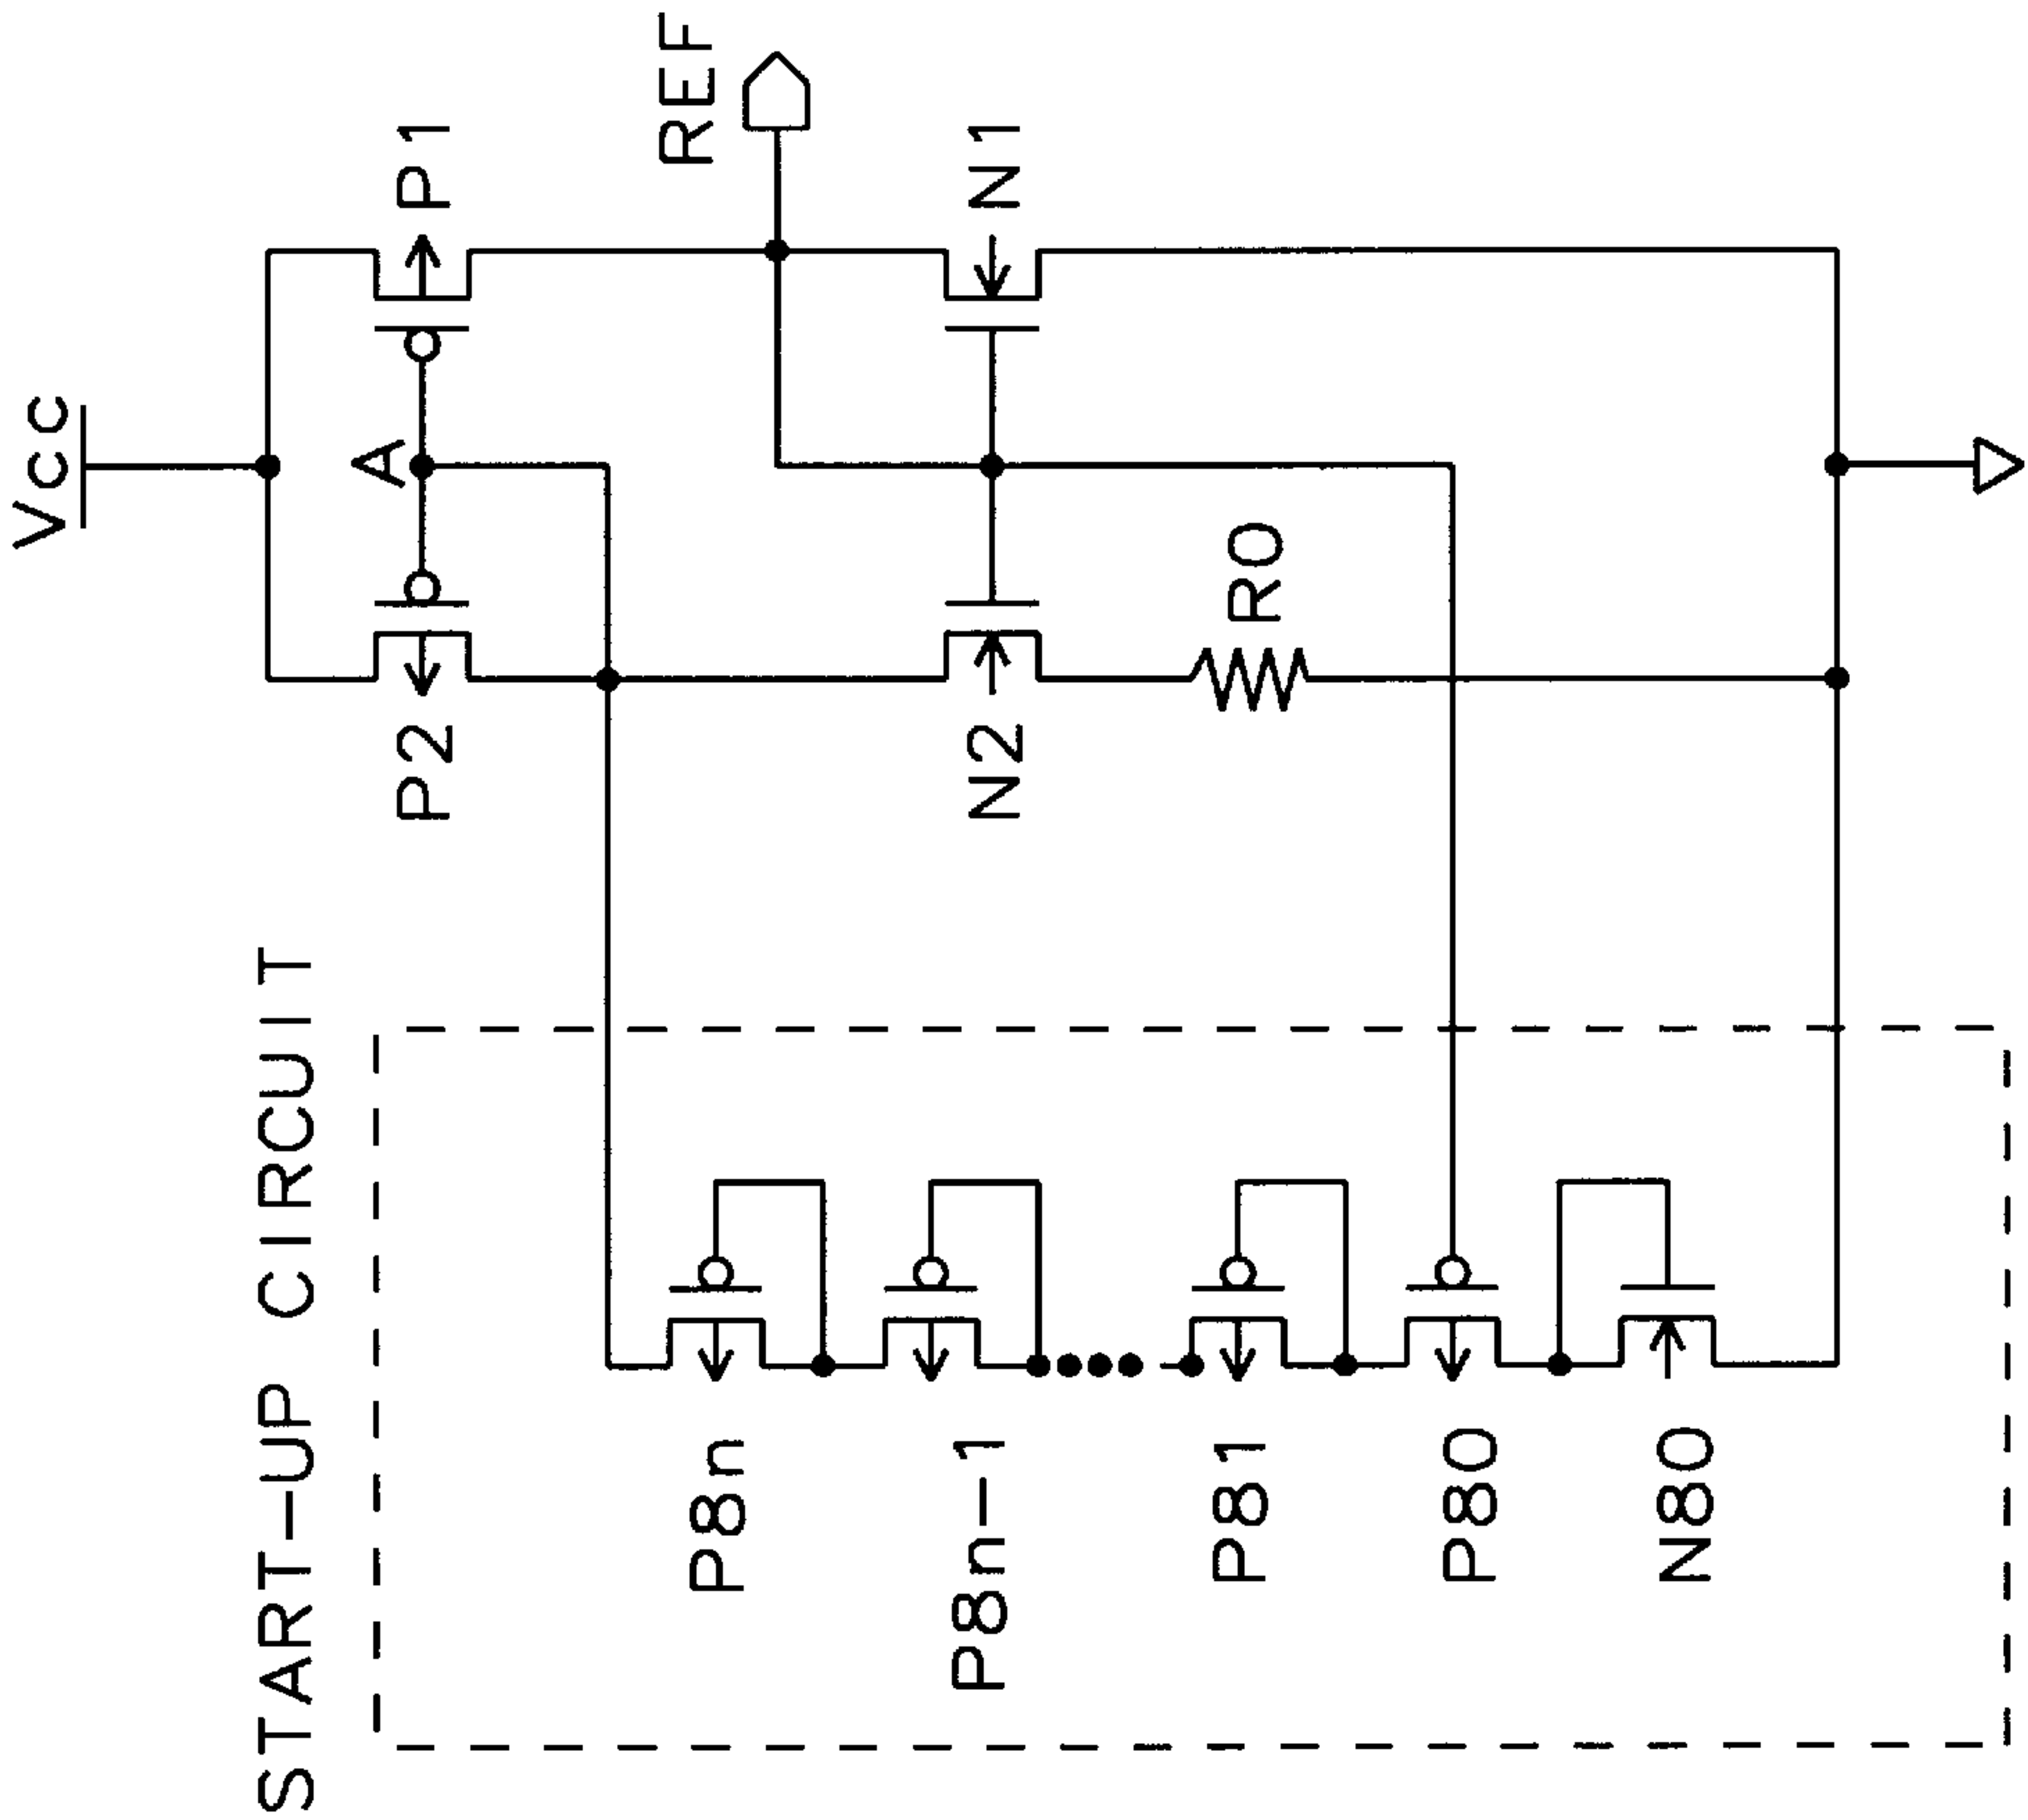 START-UP CIRCUIT
Vcc
P2
A
P1
REF
P8n
N2
N1
P8n-1
R0
P81
P80
N80